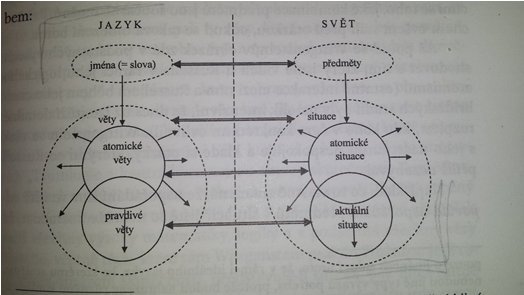 bem:
JAZYK
SVĚT
jména (= slova)
předměty
věty
situace
atomické
věty
atomické
situace
pravdivé
věty
aktuální
situace